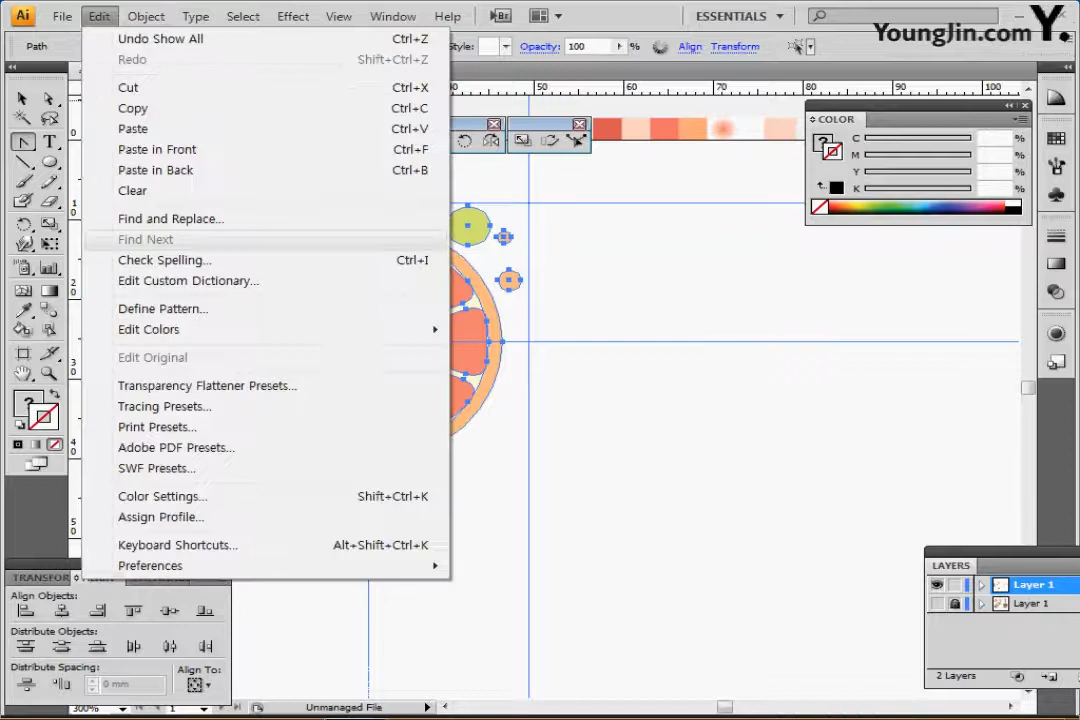 Ai File Edit Object Type Select Effect View Window Help Br ESSENTIALS
YoungJin.com Y.
Path Style: Opacity: 100 % Align Transform
Undo Show All Ctrl+Z
Redo Shift+Ctrl+Z
Cut Ctrl+X
Copy Ctrl+C
Paste Ctrl+V
Paste in Front Ctrl+F
Paste in Back Ctrl+B
Clear
Find and Replace...
Find Next
Check Spelling... Ctrl+I
Edit Custom Dictionary...
Define Pattern...
Edit Colors
Edit Original
Transparency Flattener Presets...
Tracing Presets...
Print Presets...
Adobe PDF Presets...
SWF Presets...
Color Settings... Shift+Ctrl+K
Assign Profile...
Keyboard Shortcuts... Alt+Shift+Ctrl+K
Preferences
50 60 70 80 90 100
COLOR
C %
M %
Y %
K %
LAYERS
Layer 1
Layer 1
2 Layers
TRANSFOR
Align Objects:
Distribute Objects:
Distribute Spacing: Align To:
0 mm
300% 1 Unmanaged File